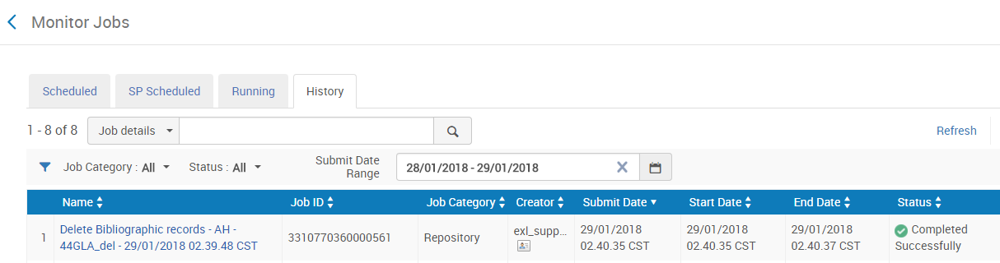 Monitor Jobs
Scheduled SP Scheduled Running History
1 - 8 of 8 Job details Refresh
Job Category : All Status : All Submit Date Range 28/01/2018 - 29/01/2018
Name Job ID Job Category Creator Submit Date Start Date End Date Status
1 Delete Bibliographic records - AH - 3310770360000561 Repository exl_supp... 29/01/2018 29/01/2018 29/01/2018 Completed
44GLA_del - 29/01/2018 02.39.48 CST 02.40.35 CST 02.40.35 CST 02.40.37 CST Successfully